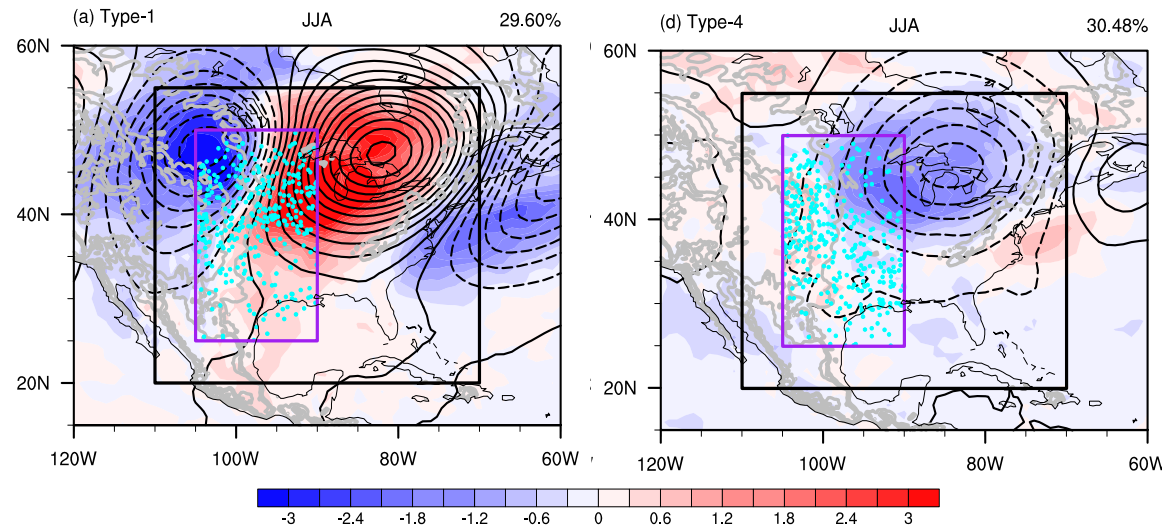 (a) Type-1 JJA 29.60%
(d) Type-4 JJA 30.48%
60N 60N
40N 40N
20N 20N
120W 100W 80W 60W 120W 100W 80W 60W
-3 -2.4 -1.8 -1.2 -0.6 0 0.6 1.2 1.8 2.4 3